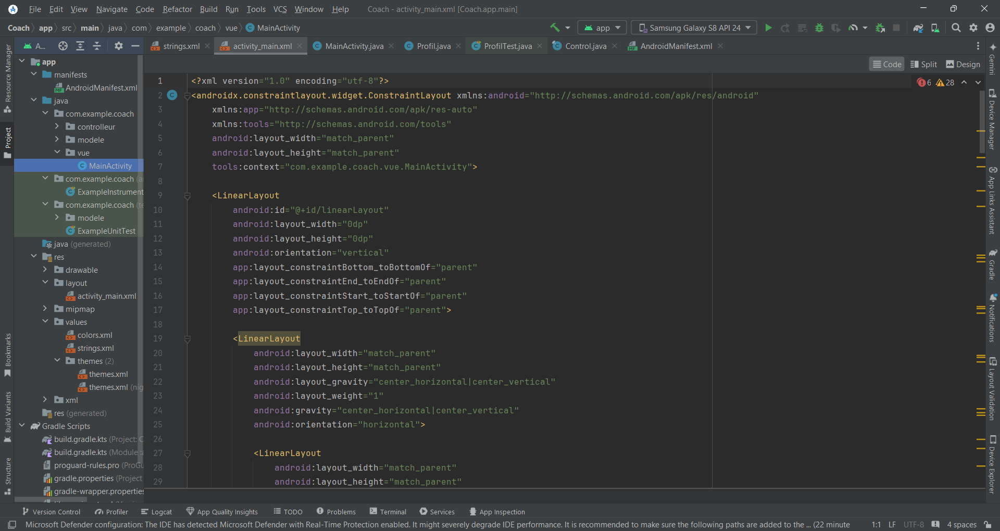 File Edit View Navigate Code Refactor Build Run Tools VCS Window Help Coach - activity_main.xml [Coach.app.main]
Coach app src main java com example coach vue MainActivity app Samsung Galaxy S8 API 24
A... strings.xml activity_main.xml MainActivity.java Profil.java ProfilTest.java Control.java AndroidManifest.xml
Code Split Design
6 28
Resource Manager
Project
Bookmarks
Build Variants
Structure
app
manifests
AndroidManifest.xml
java
com.example.coach
controlleur
modele
vue
MainActivity
com.example.coach (a
ExampleInstrument
com.example.coach (te
modele
ExampleUnitTest
java (generated)
res
drawable
layout
activity_main.xml
mipmap
values
colors.xml
strings.xml
themes (2)
themes.xml
themes.xml (nig
xml
res (generated)
Gradle Scripts
build.gradle.kts (Project: C
build.gradle.kts (Module :a
proguard-rules.pro (ProGu
gradle.properties (Project
gradle-wrapper.properties
1 <?xml version="1.0" encoding="utf-8"?>
2 <androidx.constraintlayout.widget.ConstraintLayout xmlns:android="http://schemas.android.com/apk/res/android"
3 xmlns:app="http://schemas.android.com/apk/res-auto"
4 xmlns:tools="http://schemas.android.com/tools"
5 android:layout_width="match_parent"
6 android:layout_height="match_parent"
7 tools:context="com.example.coach.vue.MainActivity">
8
9 <LinearLayout
10 android:id="@+id/linearLayout"
11 android:layout_width="0dp"
12 android:layout_height="0dp"
13 android:orientation="vertical"
14 app:layout_constraintBottom_toBottomOf="parent"
15 app:layout_constraintEnd_toEndOf="parent"
16 app:layout_constraintStart_toStartOf="parent"
17 app:layout_constraintTop_toTopOf="parent">
18
19 <LinearLayout
20 android:layout_width="match_parent"
21 android:layout_height="match_parent"
22 android:layout_gravity="center_horizontal|center_vertical"
23 android:layout_weight="1"
24 android:gravity="center_horizontal|center_vertical"
25 android:orientation="horizontal">
26
27 <LinearLayout
28 android:layout_width="match_parent"
29 android:layout_height="match_parent"
Gemini
Device Manager
App Links Assistant
Gradle
Notifications
Layout Validation
Device Explorer
Version Control Profiler Logcat App Quality Insights TODO Problems Terminal Services App Inspection
Microsoft Defender configuration: The IDE has detected Microsoft Defender with Real-Time Protection enabled. It might severely degrade IDE performance. It is recommended to make sure the following paths are added to the ... (22 minute 1:1 LF UTF-8 4 spaces